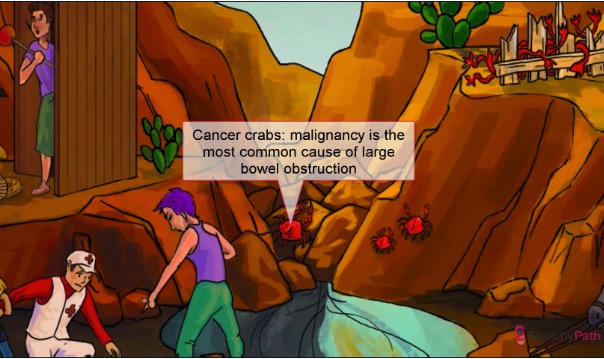 Cancer crabs: malignancy is the
most common cause of large
bowel obstruction
SketchyPath